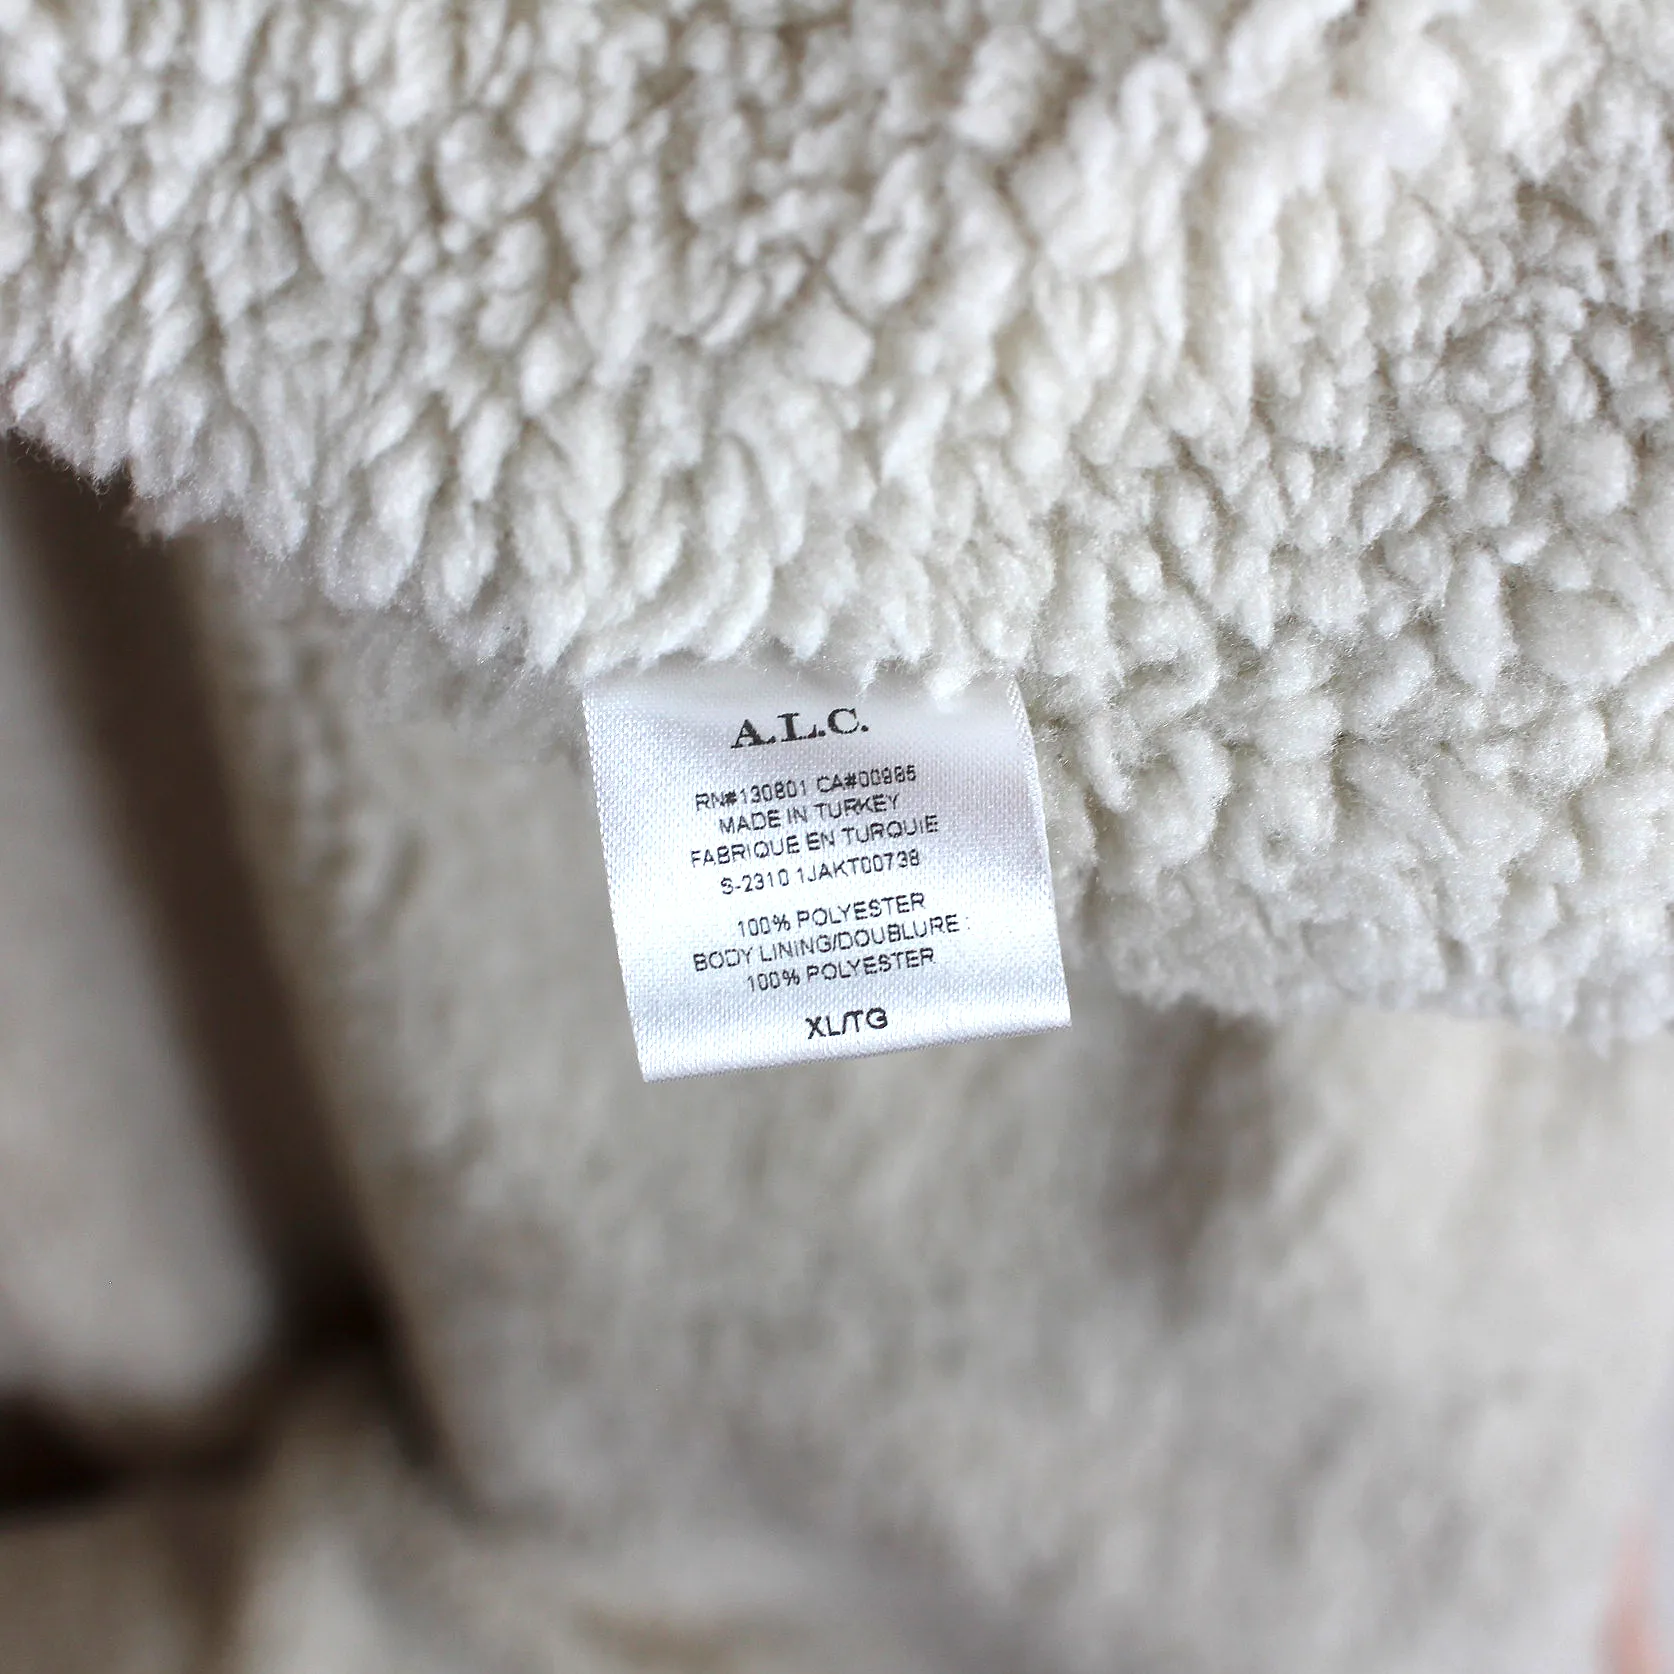 A.L.C.
RN#130801 CA#00985
MADE IN TURKEY
FABRIQUE EN TURQUIE
S-2310 1JAKT00738
100% POLYESTER
BODY LINING/DOUBLURE :
100% POLYESTER
XL/TG